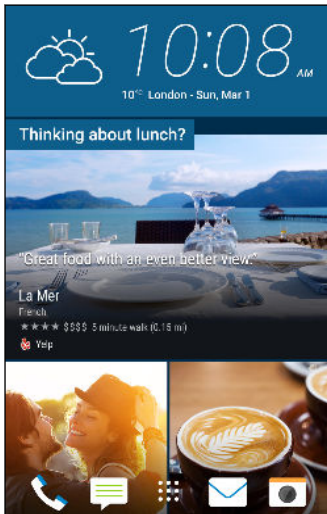 10:08 AM
10°C London - Sun, Mar 1
Thinking about lunch?
"Great food with an even better view."
La Mer
French
★★★★ $$$$ 5 minute walk (0.15 mi)
Yelp